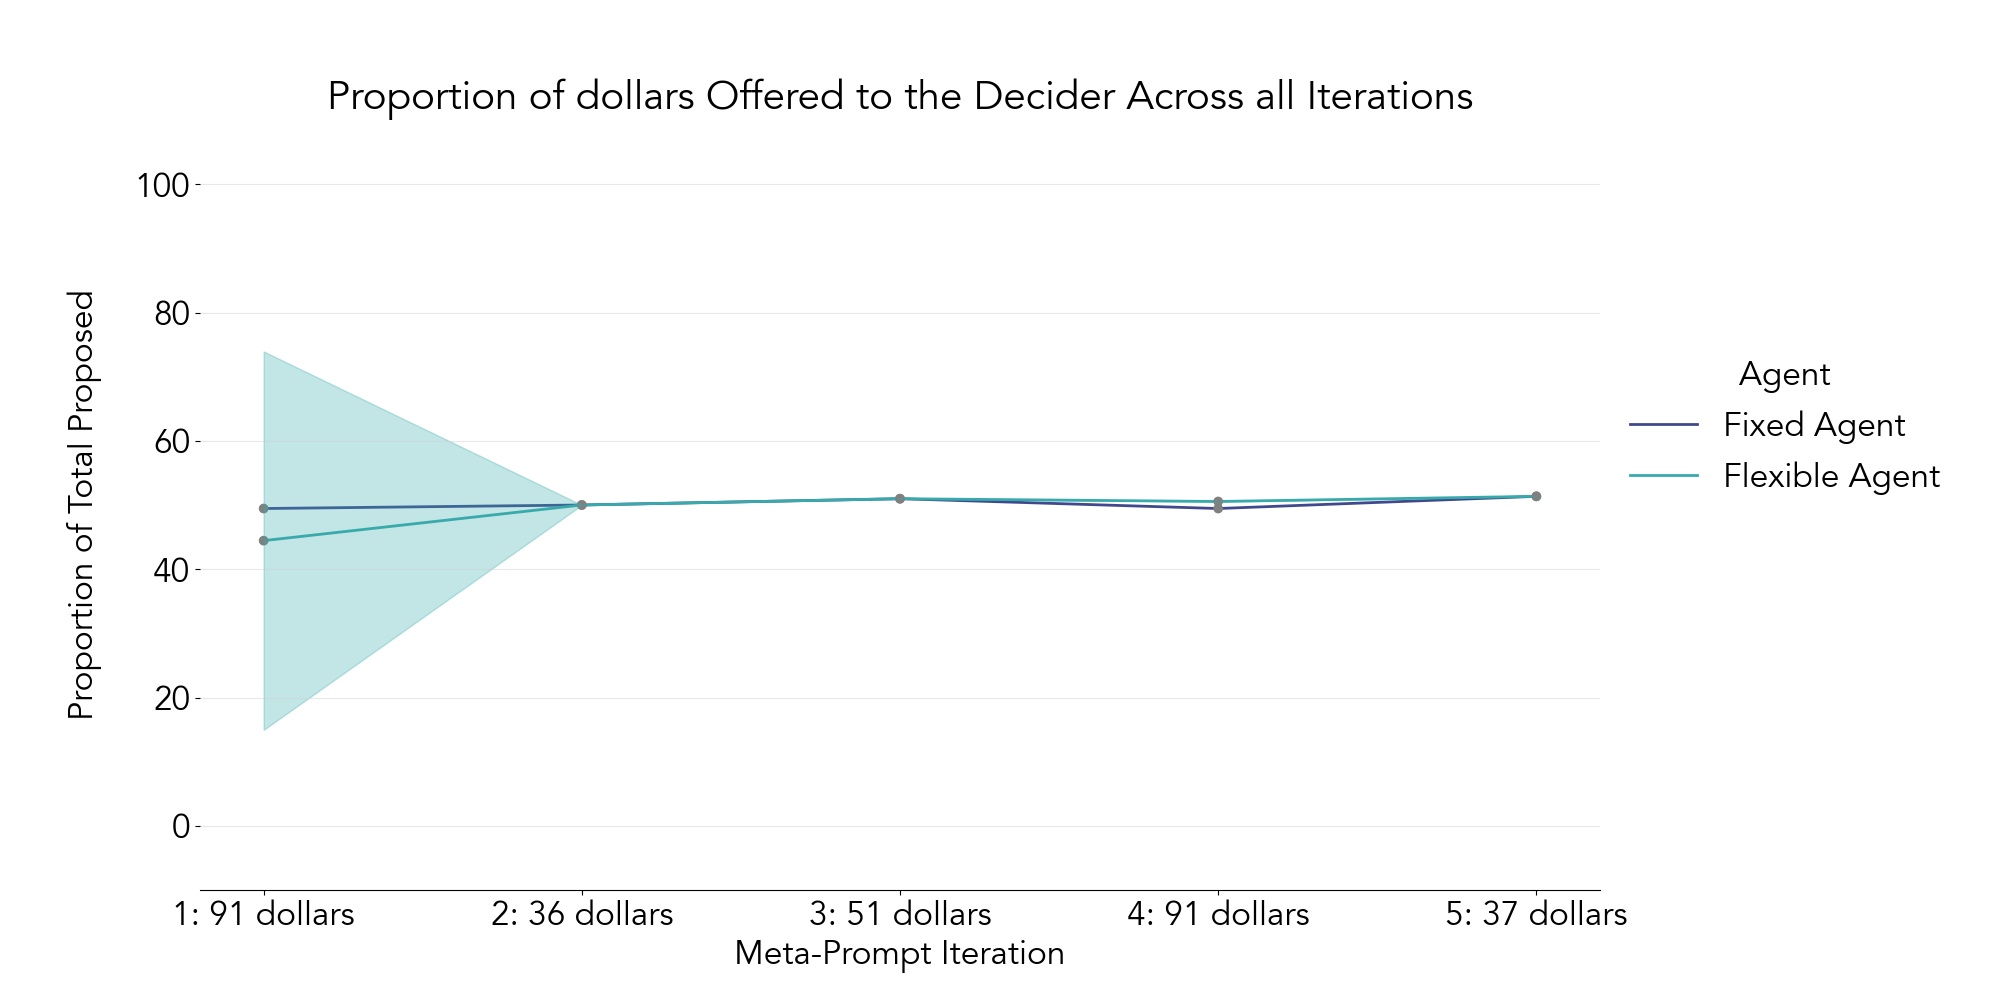 Proportion of dollars Offered to the Decider Across all Iterations
Proportion of Total Proposed
100
80
60
40
20
0
1: 91 dollars
2: 36 dollars
3: 51 dollars
4: 91 dollars
5: 37 dollars
Meta-Prompt Iteration
Agent
Fixed Agent
Flexible Agent